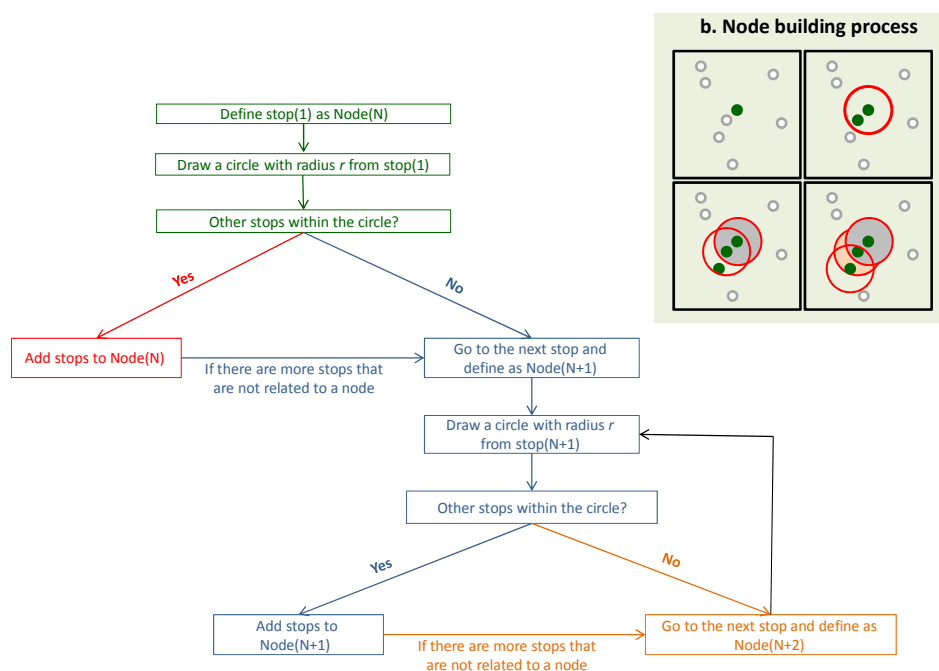 b. Node building process
Define stop(1) as Node(N)
Draw a circle with radius r from stop(1)
Other stops within the circle?
Yes
No
Add stops to Node(N)
If there are more stops that
are not related to a node
Go to the next stop and
define as Node(N+1)
Draw a circle with radius r
from stop(N+1)
Other stops within the circle?
Yes
No
Add stops to
Node(N+1)
If there are more stops that
are not related to a node
Go to the next stop and define as
Node(N+2)